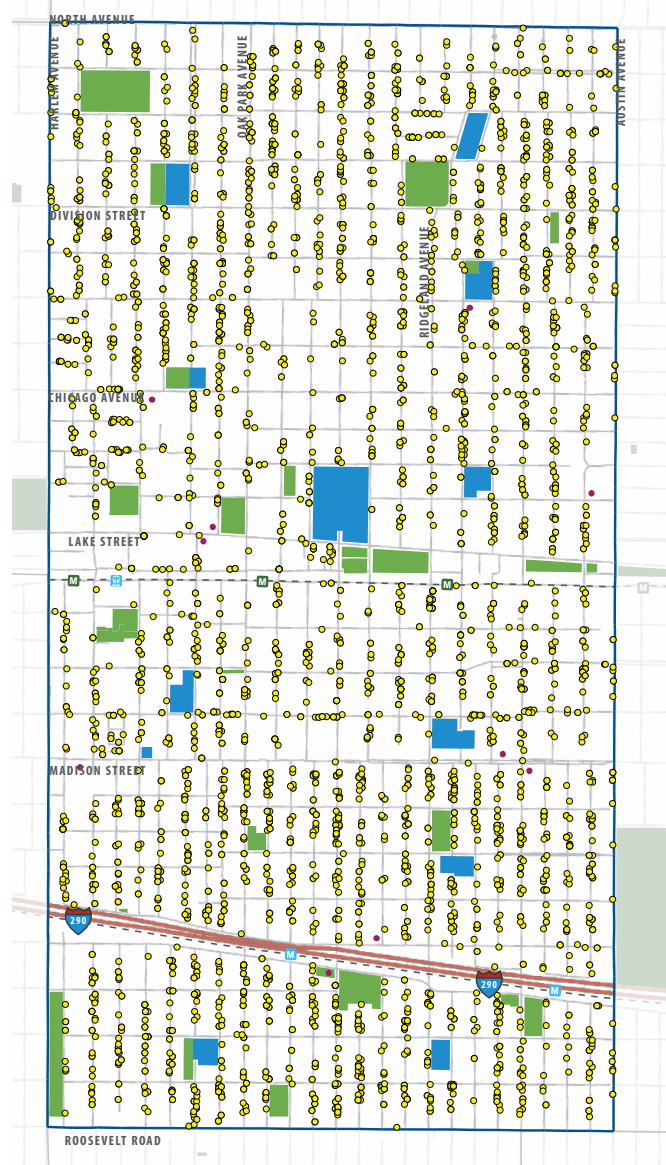 NORTH AVENUE
HARLEM AVENUE
OAK PARK AVENUE
AUSTIN AVENUE
DIVISION STREET
RIDGELAND AVENUE
CHICAGO AVENUE
LAKE STREET
M
M
M
M
MADISON STREET
290
M
290
M
ROOSEVELT ROAD